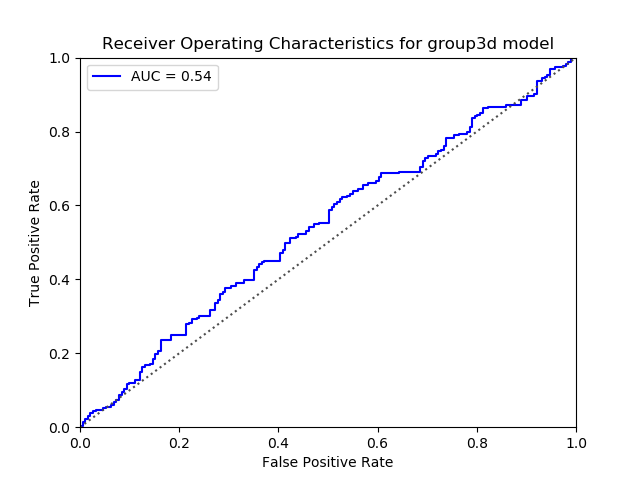 Receiver Operating Characteristics for group3d model
AUC = 0.54
True Positive Rate
1.0
0.8
0.6
0.4
0.2
0.0
0.0 0.2 0.4 0.6 0.8 1.0
False Positive Rate